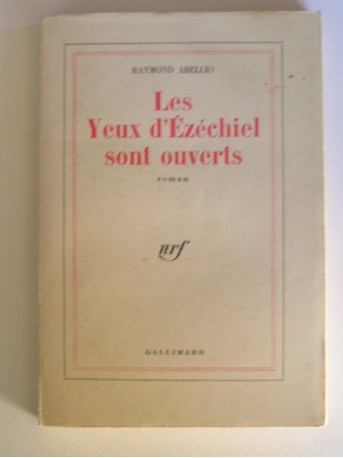 RAYMOND ABELLIO
Les
Yeux d'Ézéchiel
sont ouverts
roman
nrf
GALLIMARD